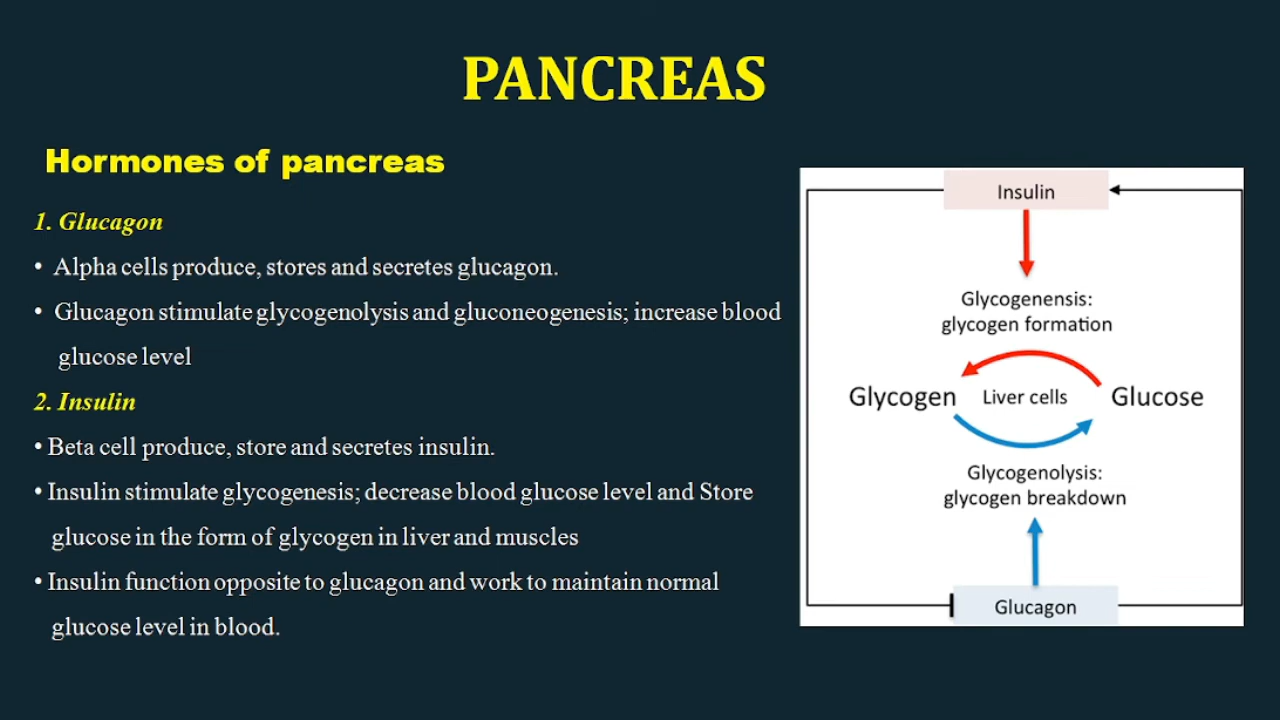 PANCREAS
Hormones of pancreas
1. Glucagon
• Alpha cells produce, stores and secretes glucagon.
• Glucagon stimulate glycogenolysis and gluconeogenesis; increase blood
glucose level
2. Insulin
• Beta cell produce, store and secretes insulin.
• Insulin stimulate glycogenesis; decrease blood glucose level and Store
glucose in the form of glycogen in liver and muscles
• Insulin function opposite to glucagon and work to maintain normal
glucose level in blood.
Insulin
Glycogenensis:
glycogen formation
Glycogen Liver cells Glucose
Glycogenolysis:
glycogen breakdown
Glucagon